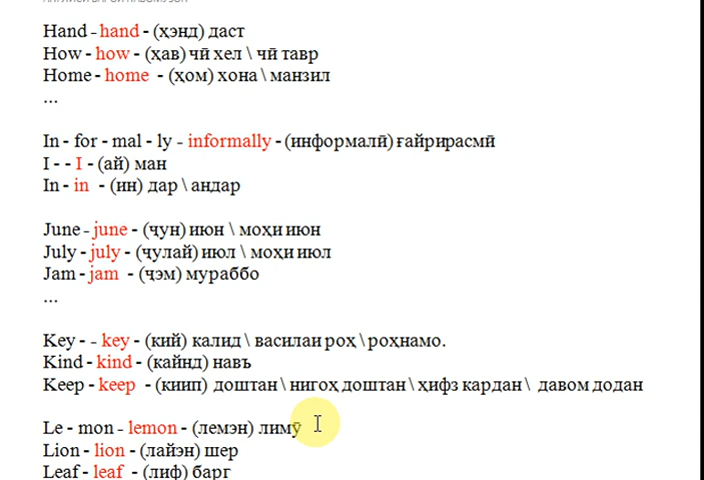 Hand - hand - (ҳэнд) даст
How - how - (ҳав) чӣ хел \ чӣ тавр
Home - home - (ҳом) хона \ манзил
...
In - for - mal - ly - informally - (информалӣ) ғайрирасмӣ
I - - I - (ай) ман
In - in - (ин) дар \ андар
June - june - (ҷун) июн \ моҳи июн
July - july - (ҷулай) июл \ моҳи июл
Jam - jam - (ҷэм) мураббо
...
Key - - key - (кий) калид \ василаи роҳ \ роҳнамо.
Kind - kind - (кайнд) навъ
Keep - keep - (киип) доштан \ нигоҳ доштан \ ҳифз кардан \ давом додан
Le - mon - lemon - (лемэн) лимӯ
Lion - lion - (лайэн) шер
Leaf - leaf - (лиф) барг